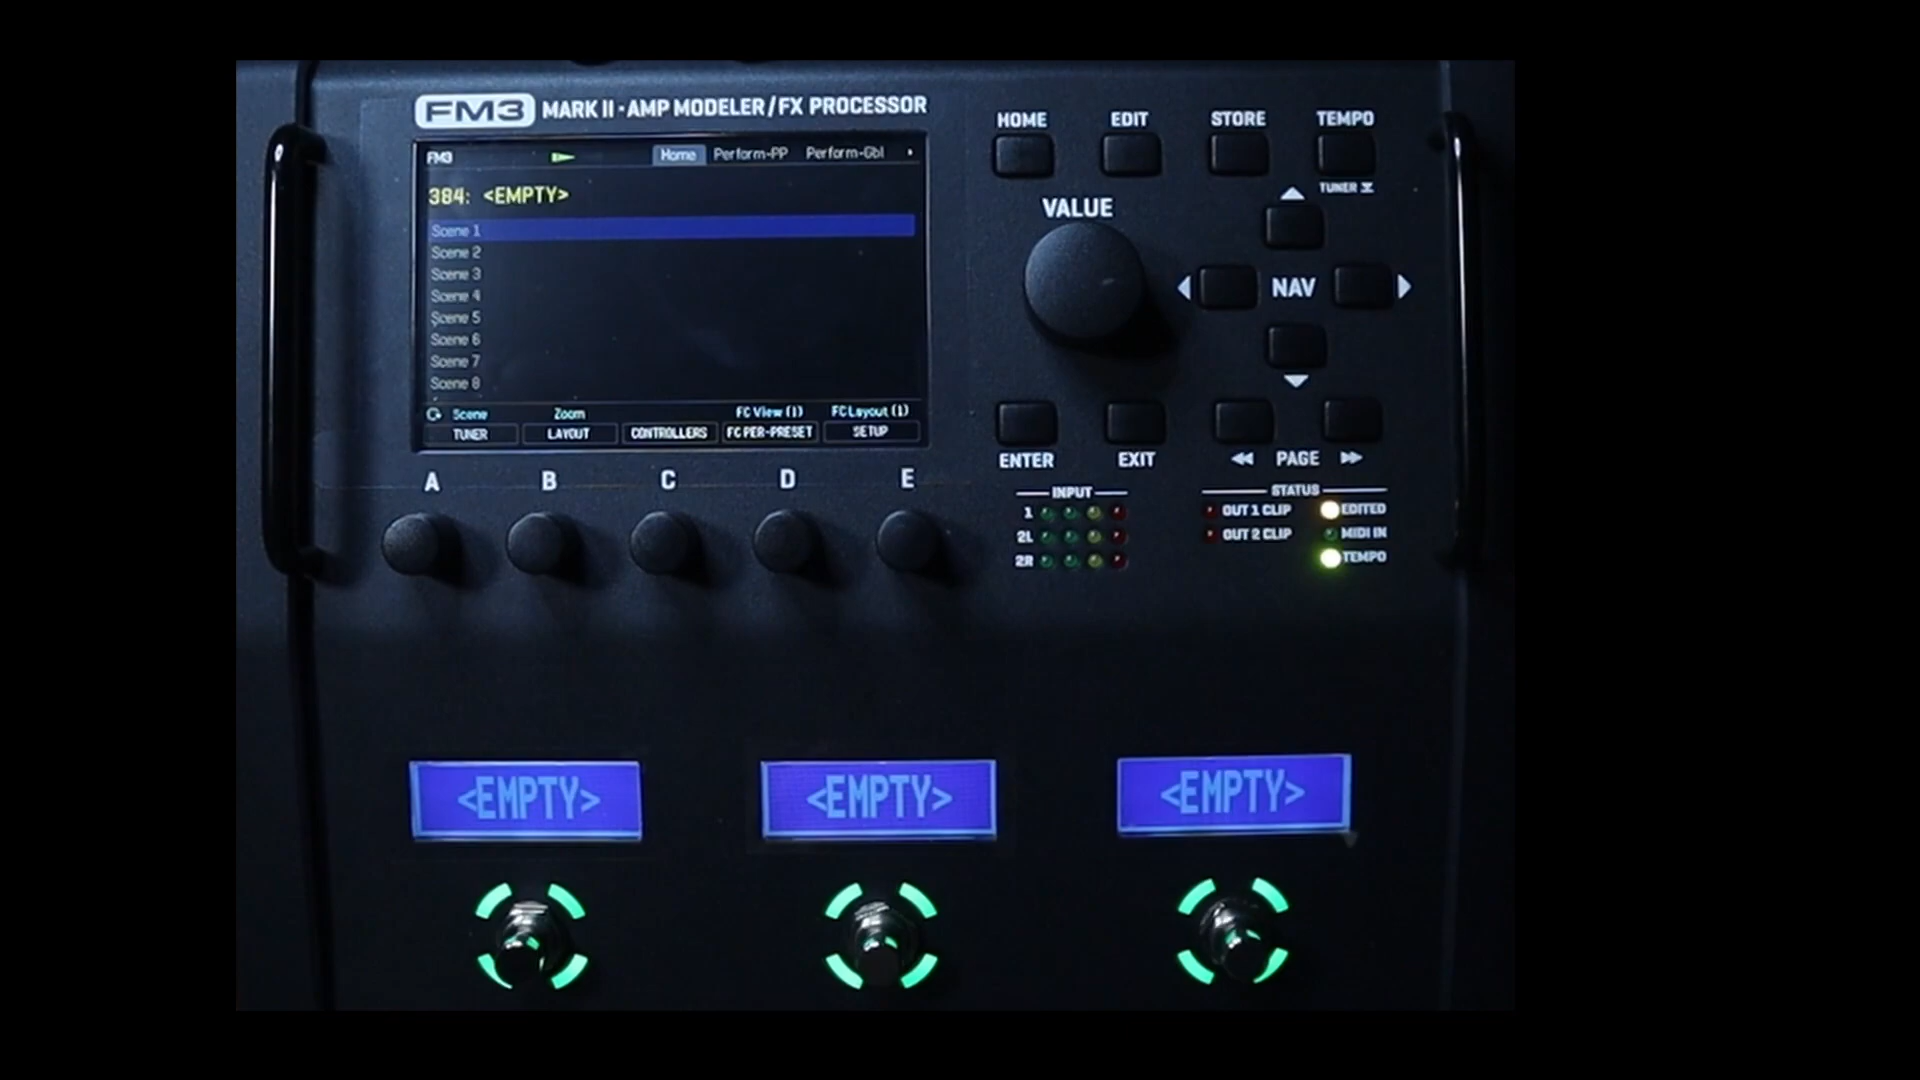 FM3 MARK II · AMP MODELER/FX PROCESSOR
FM3 Home Perform-PP Perform-Gbl
384: <EMPTY>
Scene 1
Scene 2
Scene 3
Scene 4
Scene 5
Scene 6
Scene 7
Scene 8
Scene Zoom FC View (1) FC Layout (1)
TUNER LAYOUT CONTROLLERS FC PER-PRESET SETUP
A B C D E
HOME EDIT STORE TEMPO
TUNER
VALUE
NAV
ENTER EXIT PAGE
INPUT
1
2L
2R
STATUS
OUT 1 CLIP EDITED
OUT 2 CLIP MIDI IN
TEMPO
<EMPTY> <EMPTY> <EMPTY>